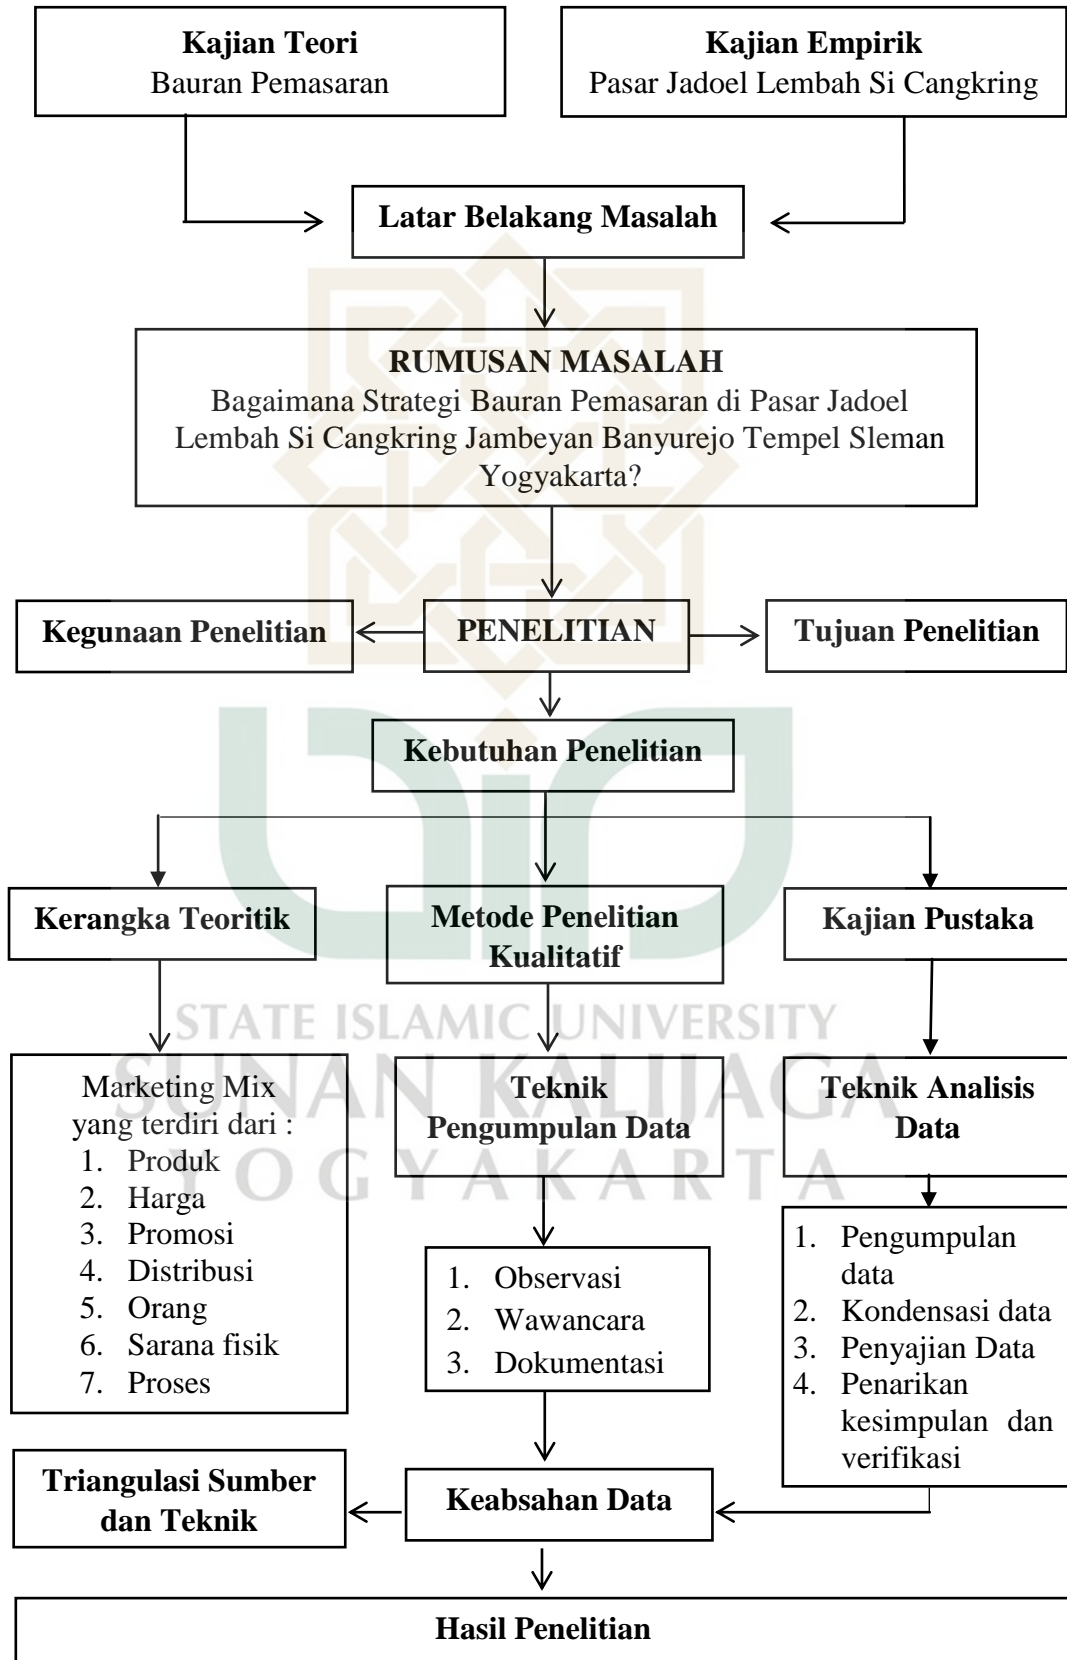 Kajian Teori
Bauran Pemasaran
Kajian Empirik
Pasar Jadoel Lembah Si Cangkring
Latar Belakang Masalah
RUMUSAN MASALAH
Bagaimana Strategi Bauran Pemasaran di Pasar Jadoel
Lembah Si Cangkring Jambeyan Banyurejo Tempel Sleman
Yogyakarta?
Kegunaan Penelitian
PENELITIAN
Tujuan Penelitian
Kebutuhan Penelitian
Kerangka Teoritik
Metode Penelitian
Kualitatif
Kajian Pustaka
STATE ISLAMIC UNIVERSITY
SUNAN KALIJAGA
YOGYAKARTA
Marketing Mix
yang terdiri dari :
1. Produk
2. Harga
3. Promosi
4. Distribusi
5. Orang
6. Sarana fisik
7. Proses
Teknik
Pengumpulan Data
Teknik Analisis
Data
1. Observasi
2. Wawancara
3. Dokumentasi
1. Pengumpulan
data
2. Kondensasi data
3. Penyajian Data
4. Penarikan
kesimpulan dan
verifikasi
Triangulasi Sumber
dan Teknik
Keabsahan Data
Hasil Penelitian